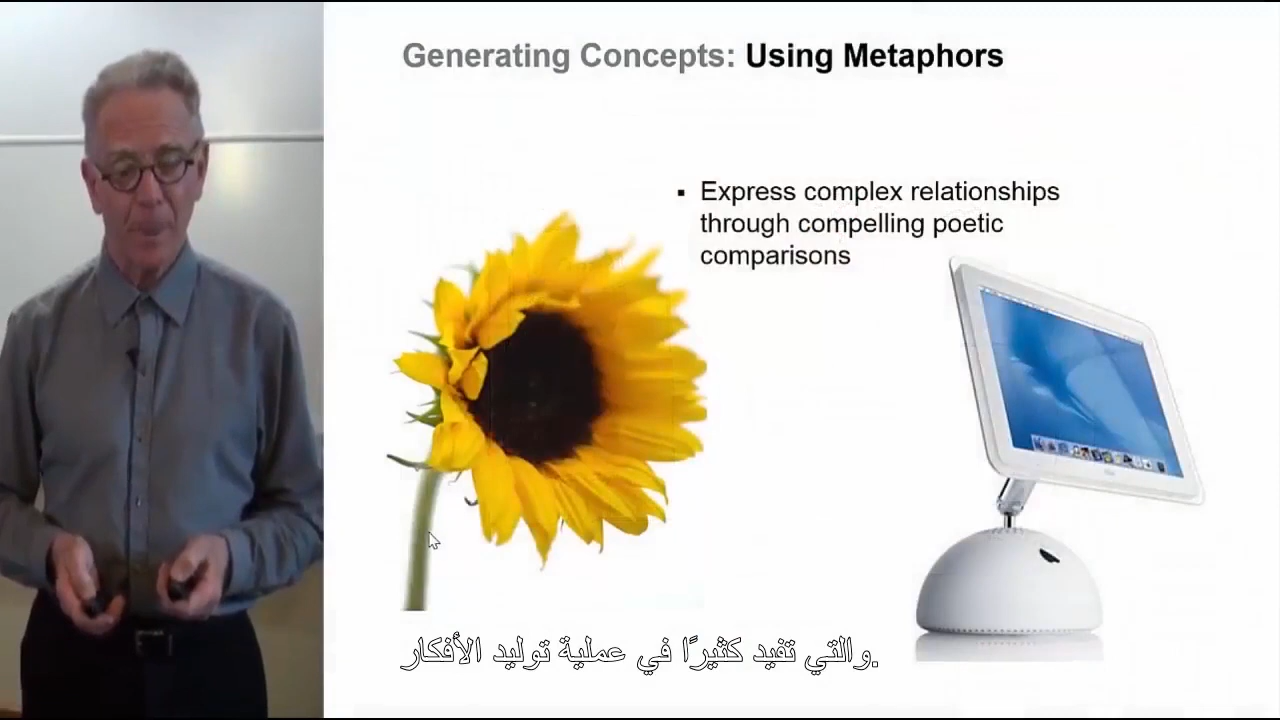 Generating Concepts: Using Metaphors
▪ Express complex relationships
through compelling poetic
comparisons
والتي تفيد كثيرًا في عملية توليد الأفكار.